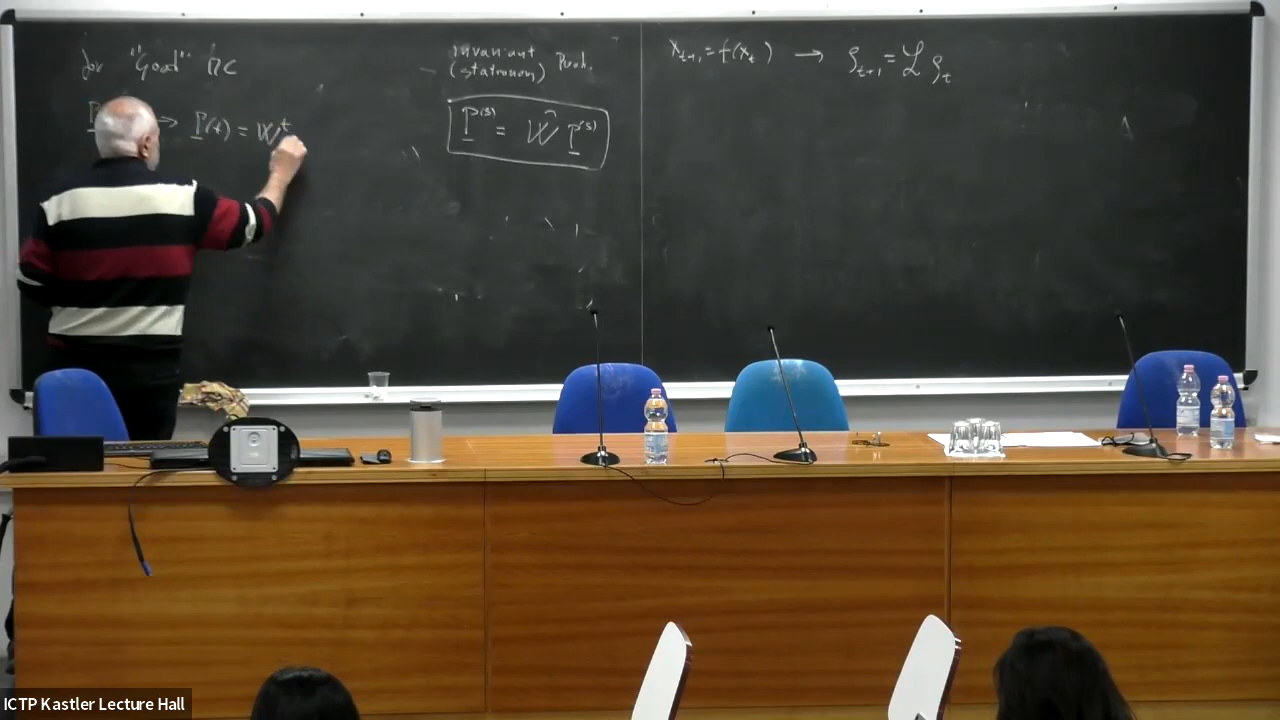 for "Good" MC
P → P(t) = W^t
Invariant
(stationary) Prob.
P^(s) = Ŵ P^(s)
x_{t+1} = f(x_t) → ρ_{t+1} = ℒ ρ_t
ICTP Kastler Lecture Hall